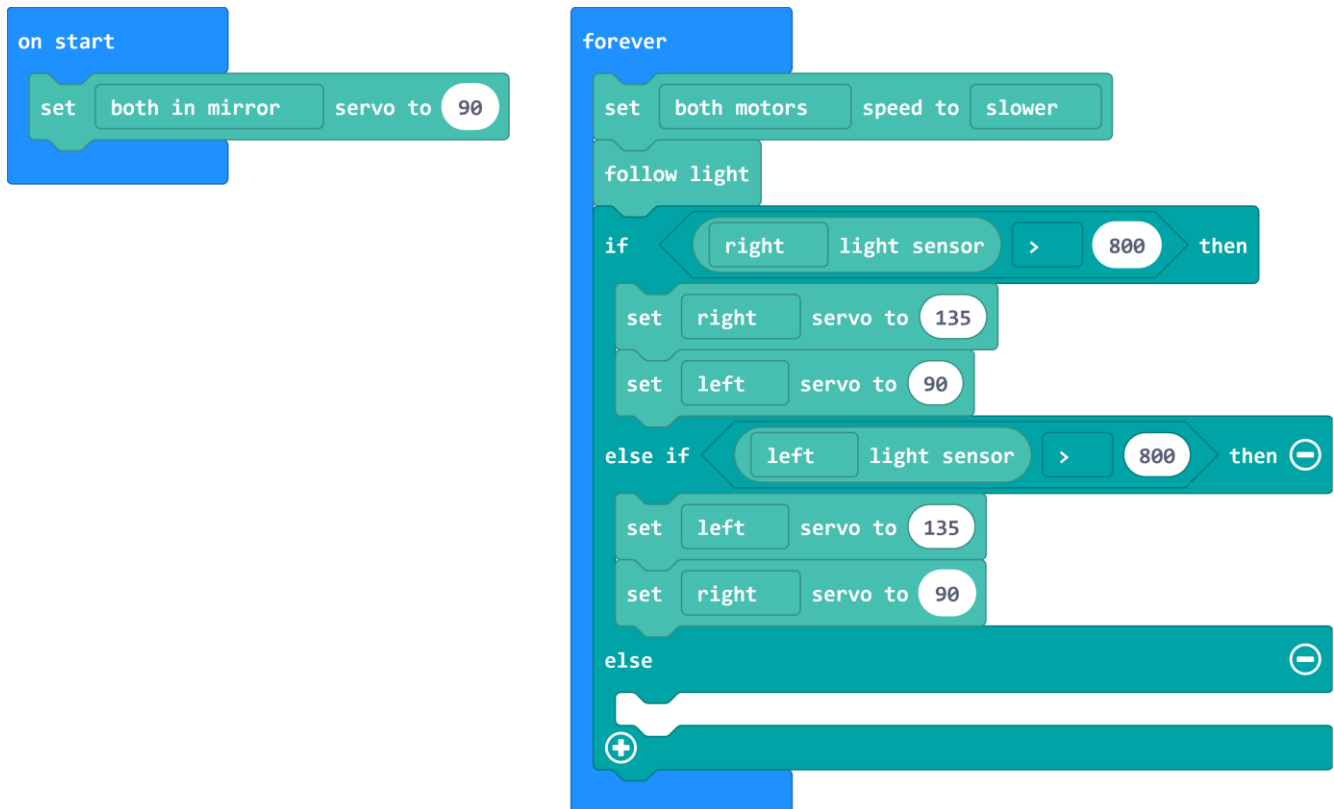 on start
set both in mirror servo to 90
forever
set both motors speed to slower
follow light
if right light sensor > 800 then
set right servo to 135
set left servo to 90
else if left light sensor > 800 then
set left servo to 135
set right servo to 90
else